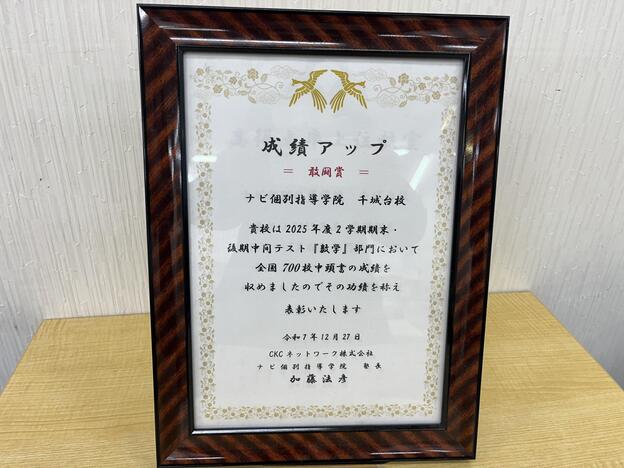 成績アップ
＝ 敢闘賞 ＝
ナビ個別指導学院 千城台校
貴校は2025年度2学期期末・
後期中間テスト『数学』部門において
全国700校中頭書の成績を
収めましたのでその功績を称え
表彰いたします
令和7年12月27日
CKCネットワーク株式会社
ナビ個別指導学院 塾長
加藤法彦